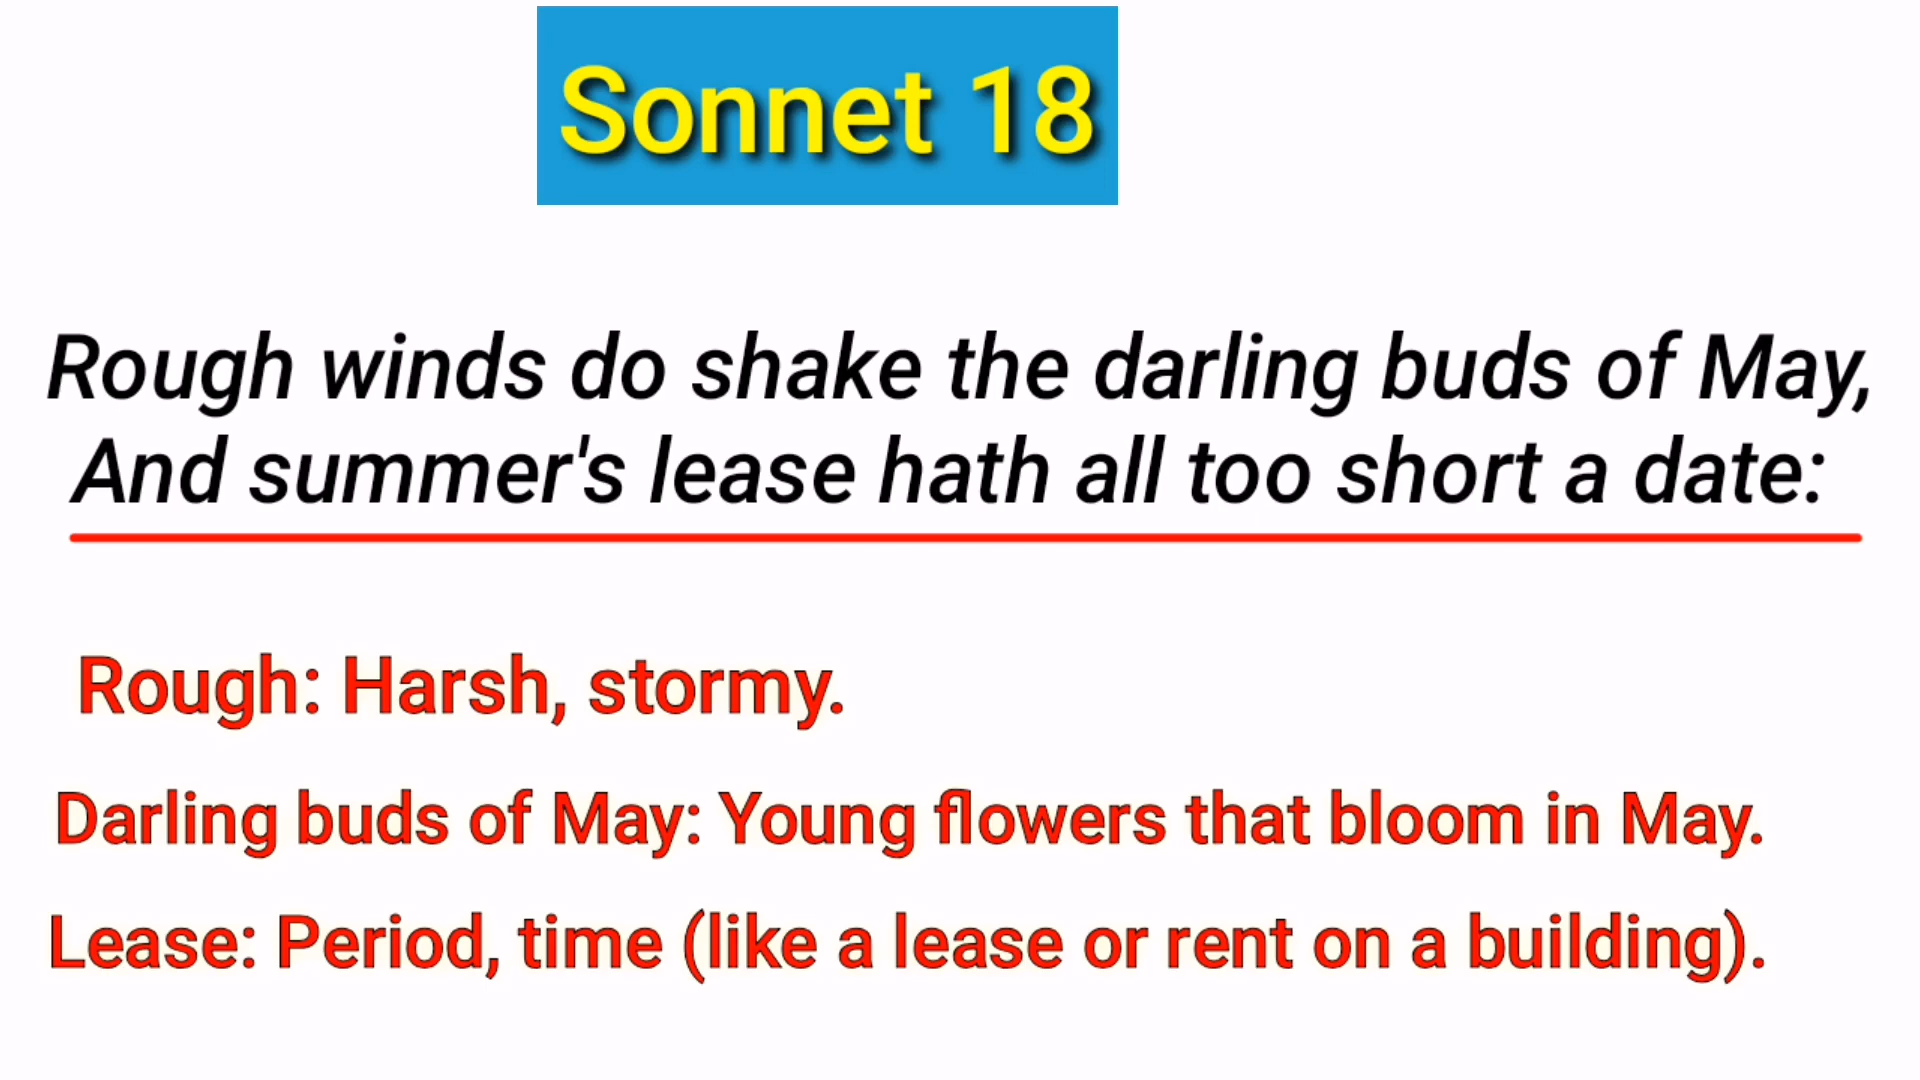 Sonnet 18
Rough winds do shake the darling buds of May,
And summer's lease hath all too short a date:
Rough: Harsh, stormy.
Darling buds of May: Young flowers that bloom in May.
Lease: Period, time (like a lease or rent on a building).